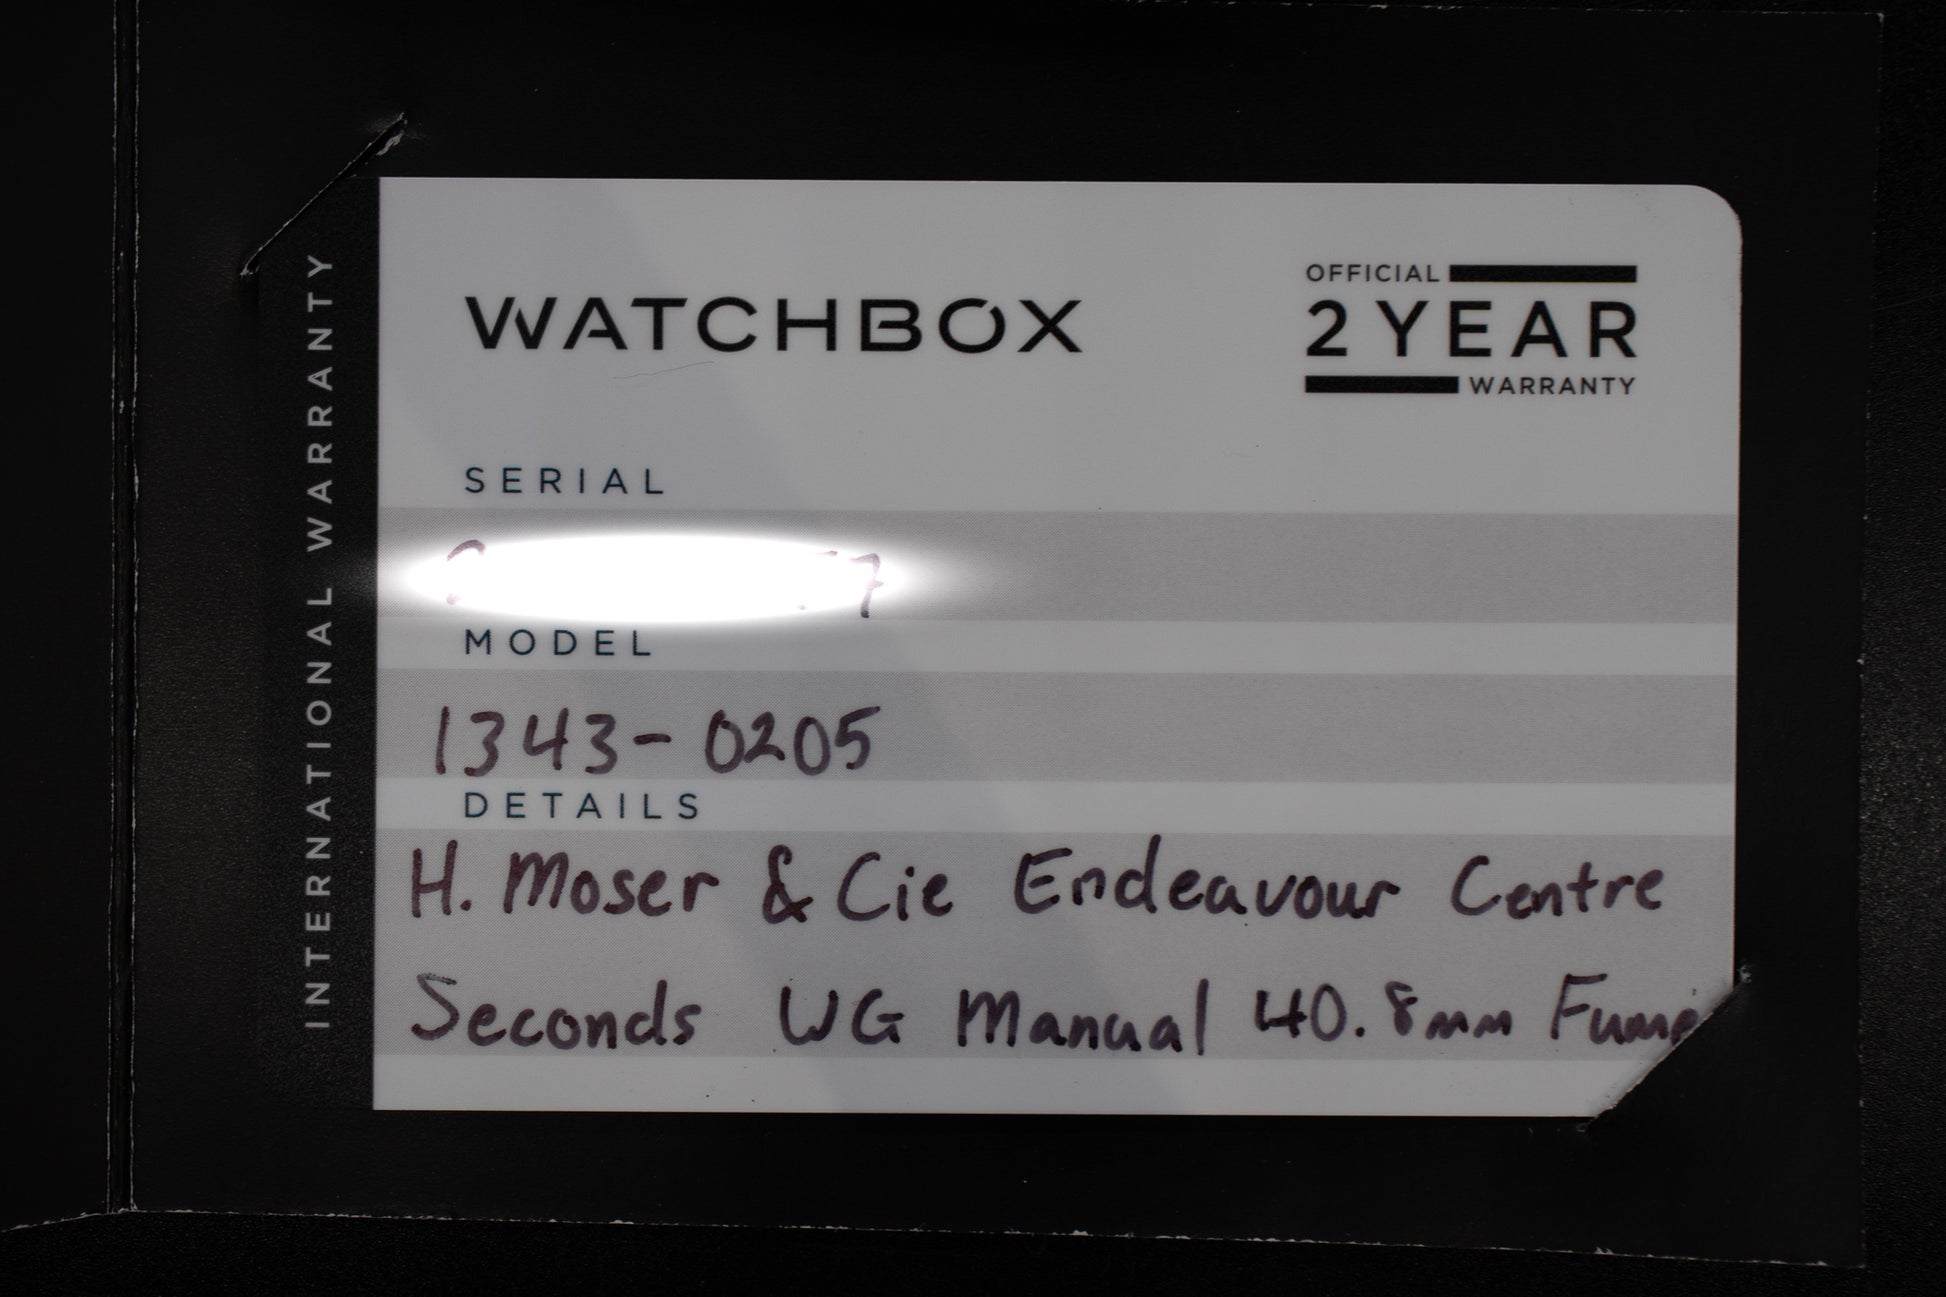 INTERNATIONAL WARRANTY
WATCHBOX
OFFICIAL
2 YEAR
WARRANTY
SERIAL
MODEL
1343-0205
DETAILS
H. Moser & Cie Endeavour Centre
Seconds WG Manual 40.8mm Fume